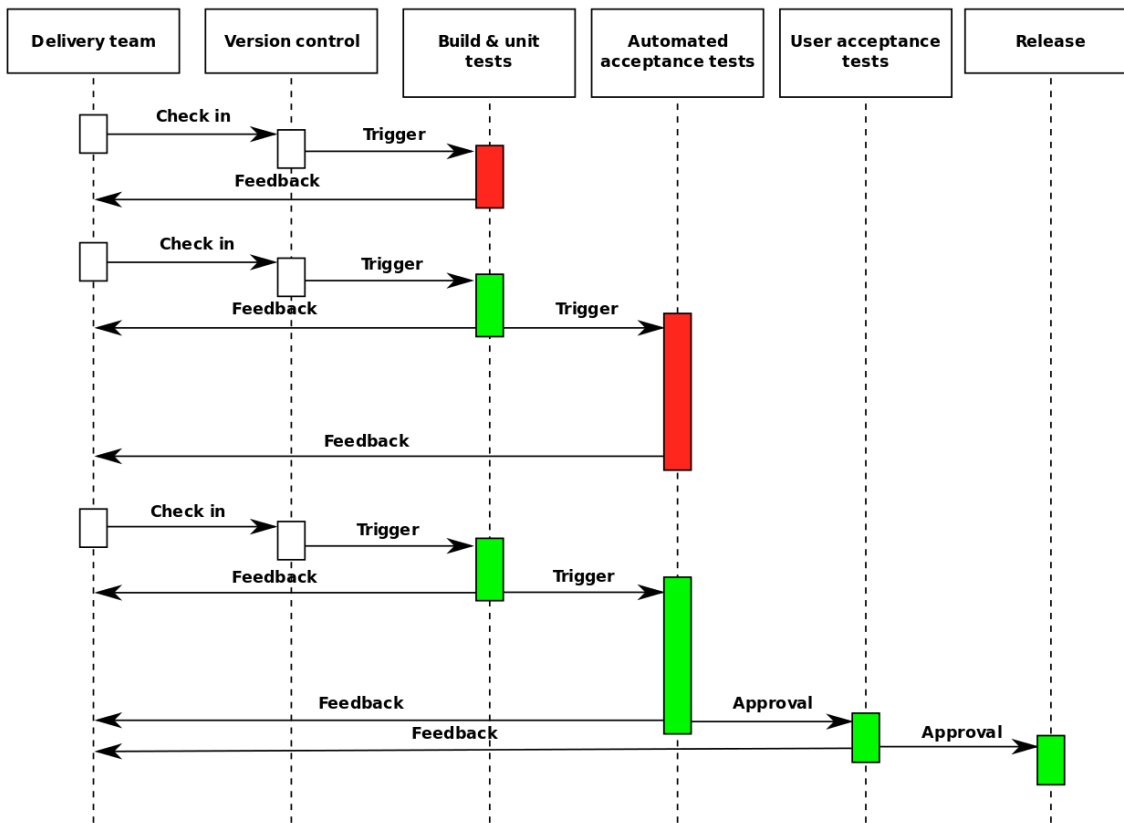 Delivery team
Version control
Build & unit
tests
Automated
acceptance tests
User acceptance
tests
Release
Check in
Trigger
Feedback
Check in
Trigger
Feedback
Trigger
Feedback
Check in
Trigger
Feedback
Trigger
Feedback
Approval
Feedback
Approval